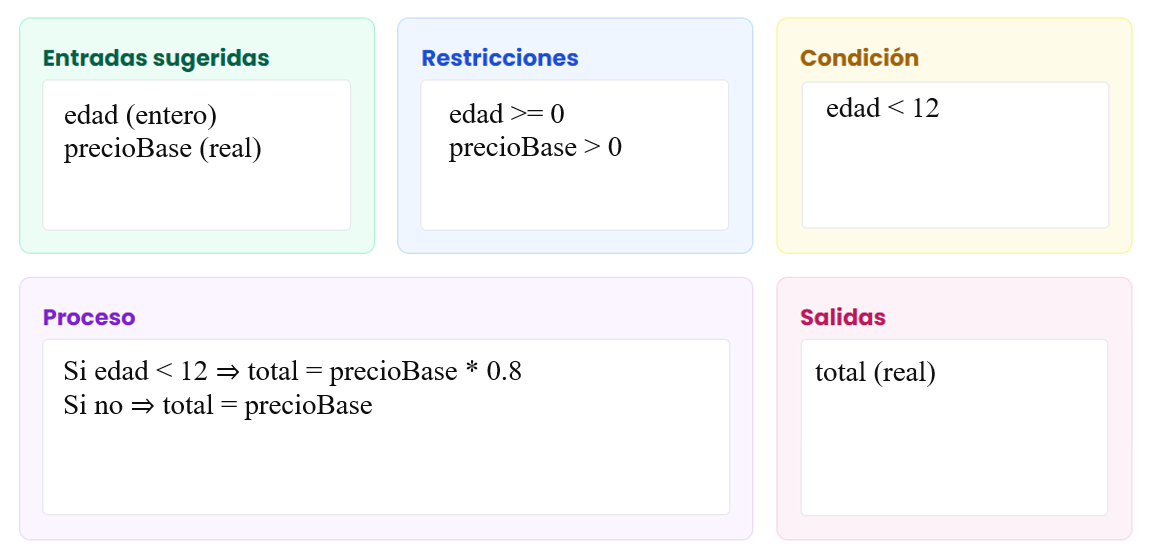 Entradas sugeridas
edad (entero)
precioBase (real)
Restricciones
edad >= 0
precioBase > 0
Condición
edad < 12
Proceso
Si edad < 12 ⇒ total = precioBase * 0.8
Si no ⇒ total = precioBase
Salidas
total (real)